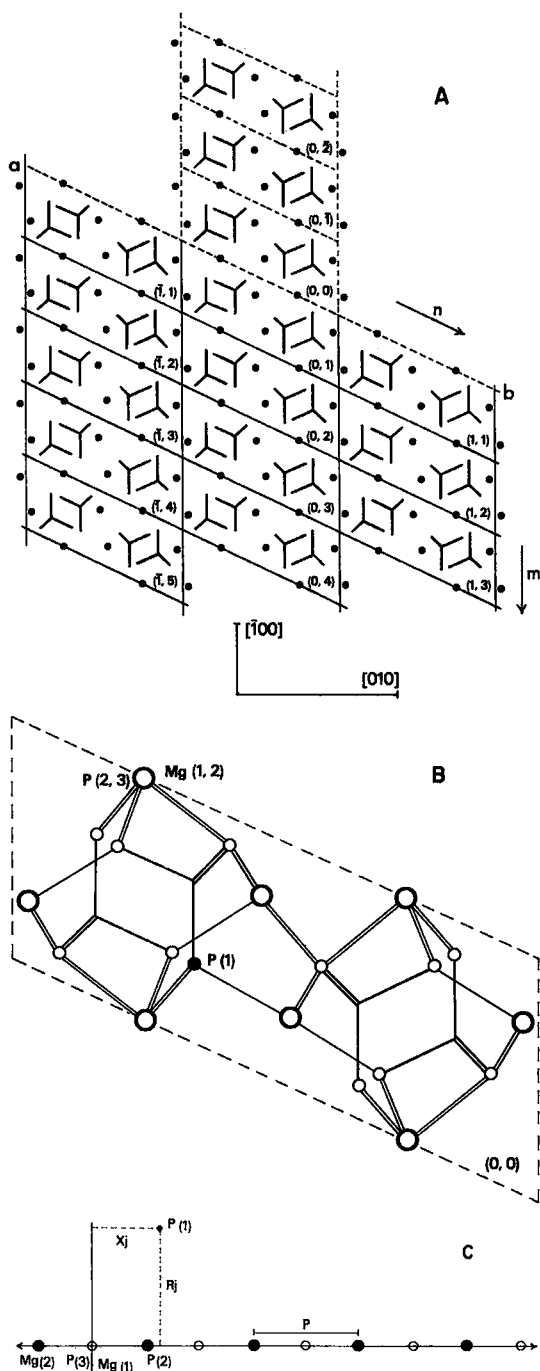 A
(0, 2̄)
a
(0, 1̄)
(1̄, 1)
(0, 0)
n
(1̄, 2)
(0, 1)
b
(1̄, 3)
(0, 2)
(1, 1)
(1̄, 4)
(0, 3)
(1, 2)
(1̄, 5)
(0, 4)
(1, 3)
m
[1̄00]
[010]
B
P(2, 3)
Mg(1, 2)
P(1)
(0, 0)
C
P(1)
Xj
Rj
P
Mg(2)
P(3)
Mg(1)
P(2)